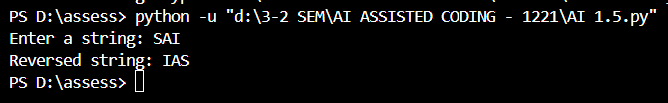 PS D:\assess> python -u "d:\3-2 SEM\AI ASSISTED CODING - 1221\AI 1.5.py"
Enter a string: SAI
Reversed string: IAS
PS D:\assess>